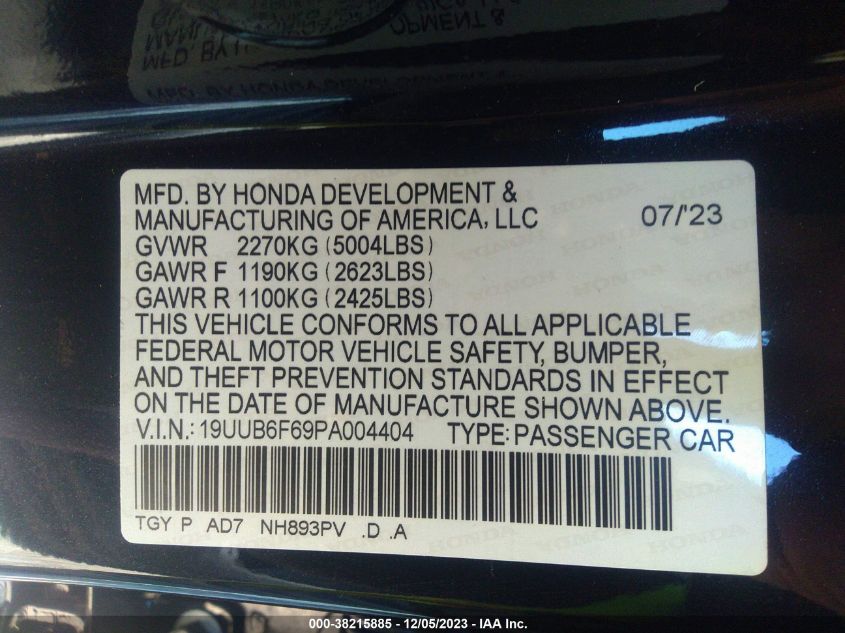 MFD. BY HONDA DEVELOPMENT &
MANUFACTURING OF AMERICA, LLC 07/'23
GVWR 2270KG (5004LBS)
GAWR F 1190KG (2623LBS)
GAWR R 1100KG (2425LBS)
THIS VEHICLE CONFORMS TO ALL APPLICABLE
FEDERAL MOTOR VEHICLE SAFETY, BUMPER,
AND THEFT PREVENTION STANDARDS IN EFFECT
ON THE DATE OF MANUFACTURE SHOWN ABOVE.
V.I.N.: 19UUB6F69PA004404 TYPE: PASSENGER CAR
TGY P AD7 NH893PV .D .A
000-38215885 - 12/05/2023 - IAA Inc.